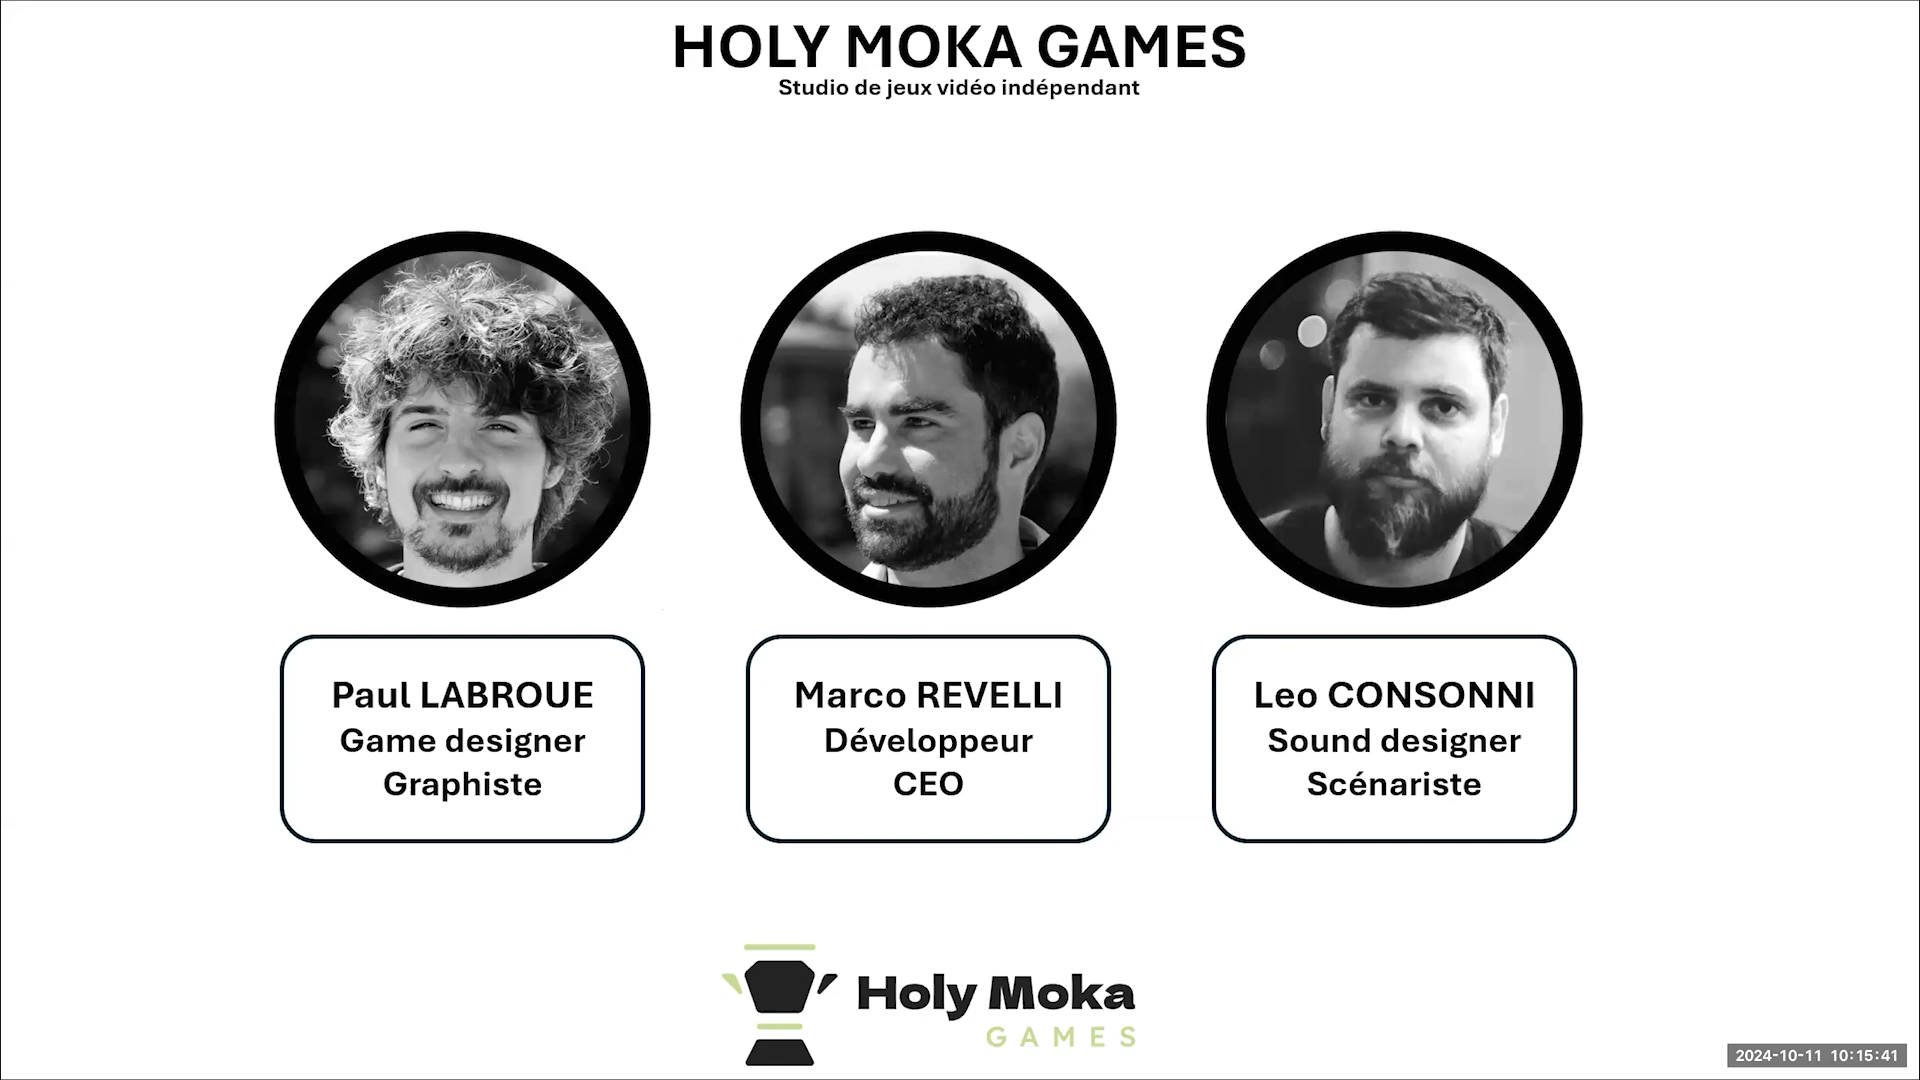 HOLY MOKA GAMES
Studio de jeux vidéo indépendant
Paul LABROUE
Game designer
Graphiste
Marco REVELLI
Développeur
CEO
Leo CONSONNI
Sound designer
Scénariste
Holy Moka
GAMES
2024-10-11 10:15:41